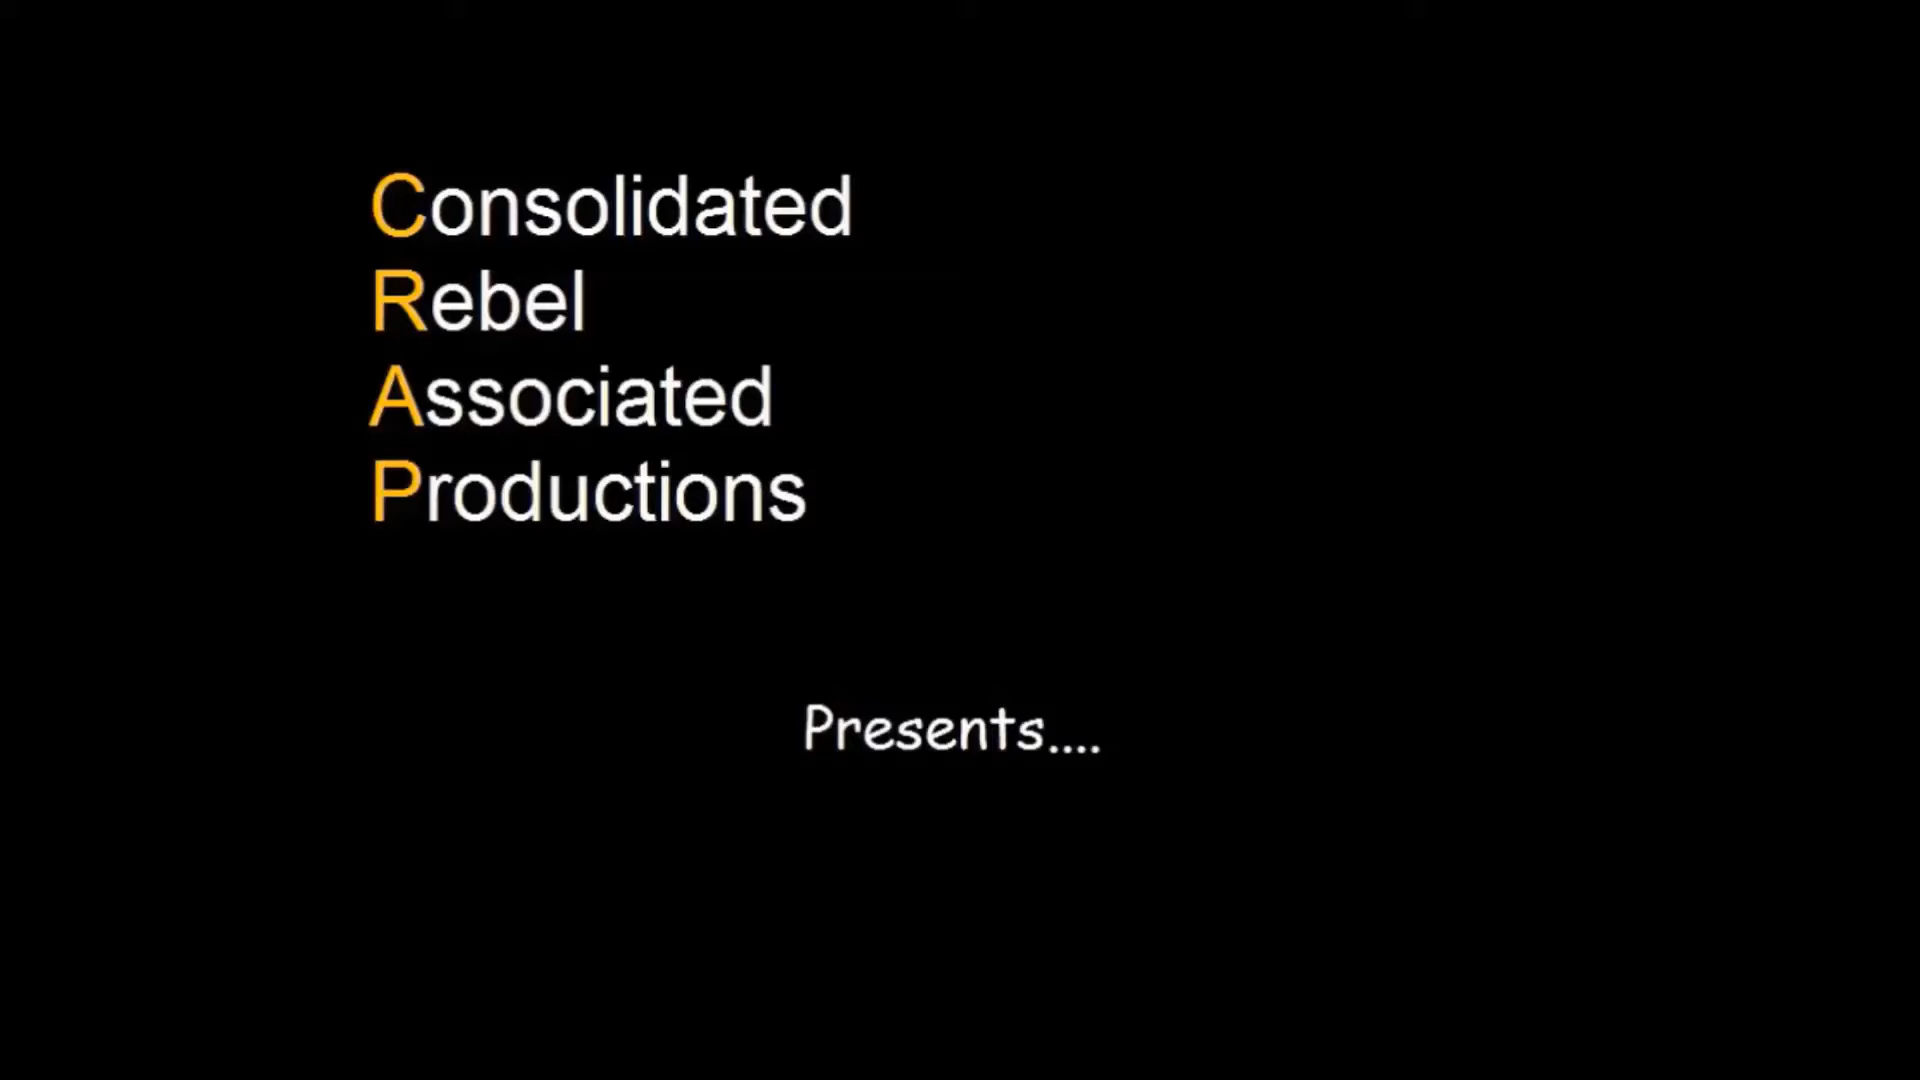 Consolidated
Rebel
Associated
Productions
Presents....